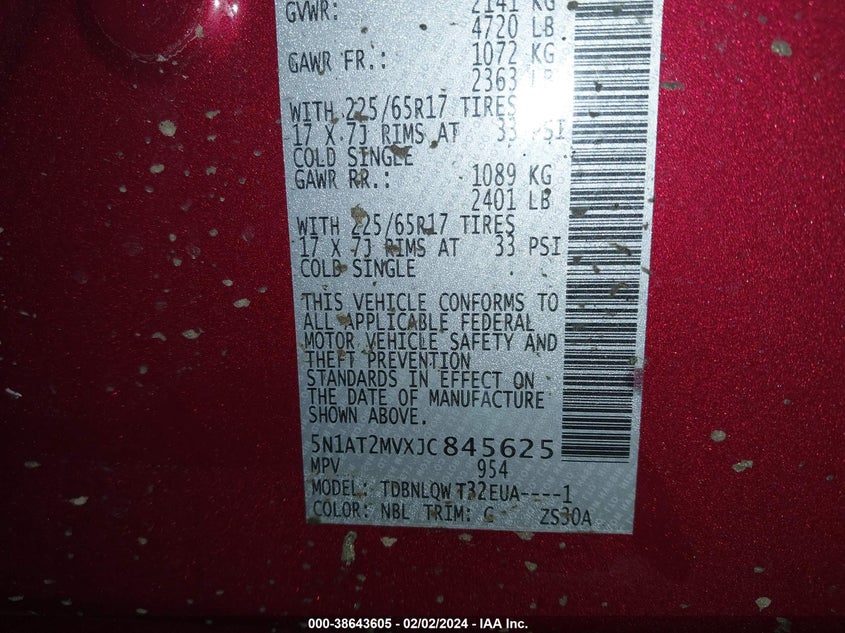 GVWR: 2141 KG
4720 LB
GAWR FR.: 1072 KG
2363 LB
WITH 225/65R17 TIRES
17 X 7J RIMS AT 33 PSI
COLD SINGLE
GAWR RR.: 1089 KG
2401 LB
WITH 225/65R17 TIRES
17 X 7J RIMS AT 33 PSI
COLD SINGLE
THIS VEHICLE CONFORMS TO
ALL APPLICABLE FEDERAL
MOTOR VEHICLE SAFETY AND
THEFT PREVENTION
STANDARDS IN EFFECT ON
THE DATE OF MANUFACTURE
SHOWN ABOVE.
5N1AT2MVXJC845625
MPV 954
MODEL: TDBNLQW T32EUA----1
COLOR: NBL TRIM: G ZS30A
000-38643605 - 02/02/2024 - IAA Inc.